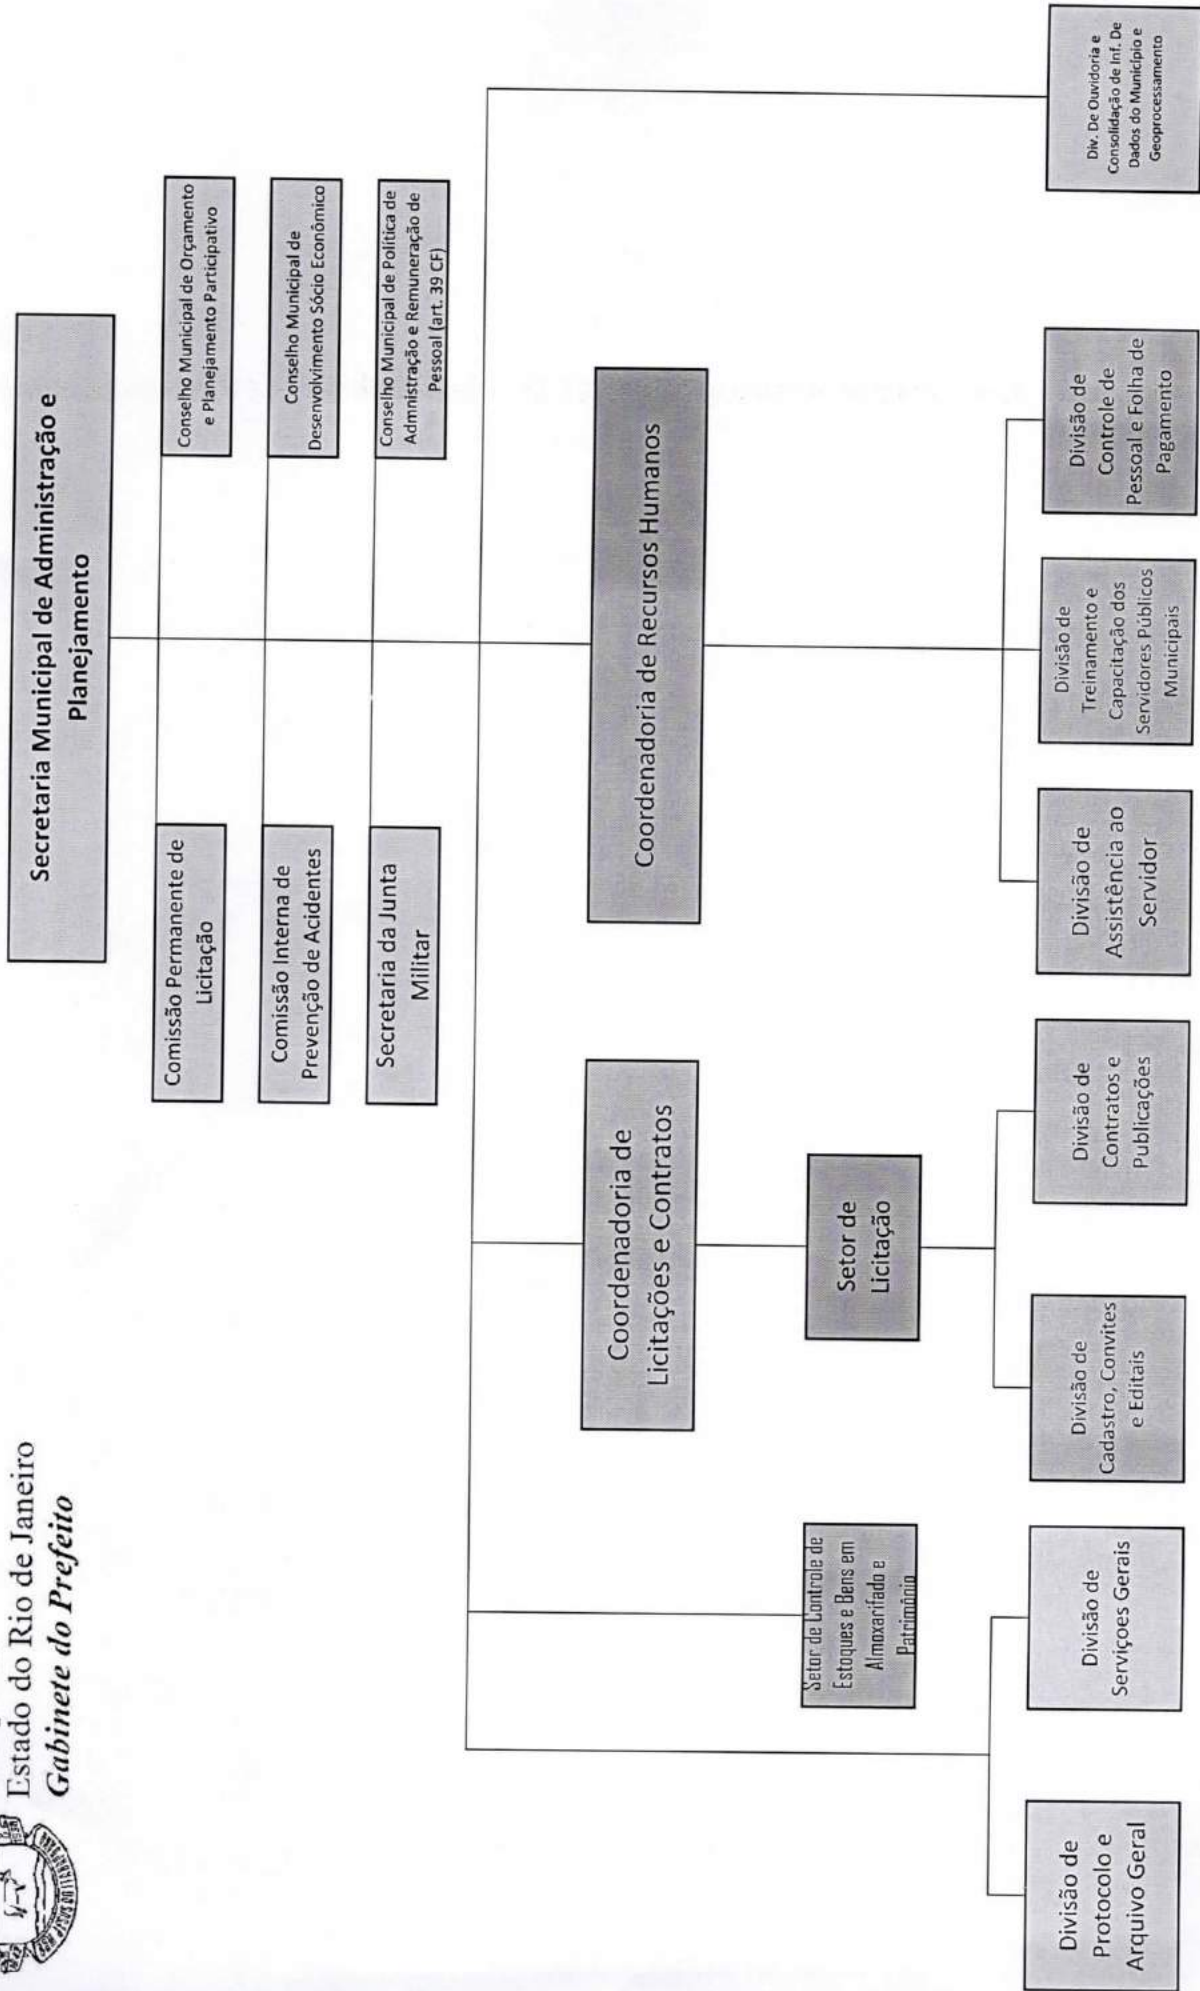 Estado do Rio de Janeiro
Gabinete do Prefeito
Secretaria Municipal de Administração e
Planejamento
Comissão Permanente de
Licitação
Conselho Municipal de Orçamento
e Planejamento Participativo
Comissão Interna de
Prevenção de Acidentes
Conselho Municipal de
Desenvolvimento Sócio Econômico
Secretaria da Junta
Militar
Conselho Municipal de Política de
Admnistração e Remuneração de
Pessoal (art. 39 CF)
Coordenadoria de
Licitações e Contratos
Coordenadoria de Recursos Humanos
Setor de Controle de
Estoques e Bens em
Almoxarifado e
Patrimônio
Setor de
Licitação
Divisão de
Protocolo e
Arquivo Geral
Divisão de
Serviçoes Gerais
Divisão de
Cadastro, Convites
e Editais
Divisão de
Contratos e
Publicações
Divisão de
Assistência ao
Servidor
Divisão de
Treinamento e
Capacitação dos
Servidores Públicos
Municipais
Divisão de
Controle de
Pessoal e Folha de
Pagamento
Div. De Ouvidoria e
Consolidação de Inf. De
Dados do Município e
Geoprocessamento